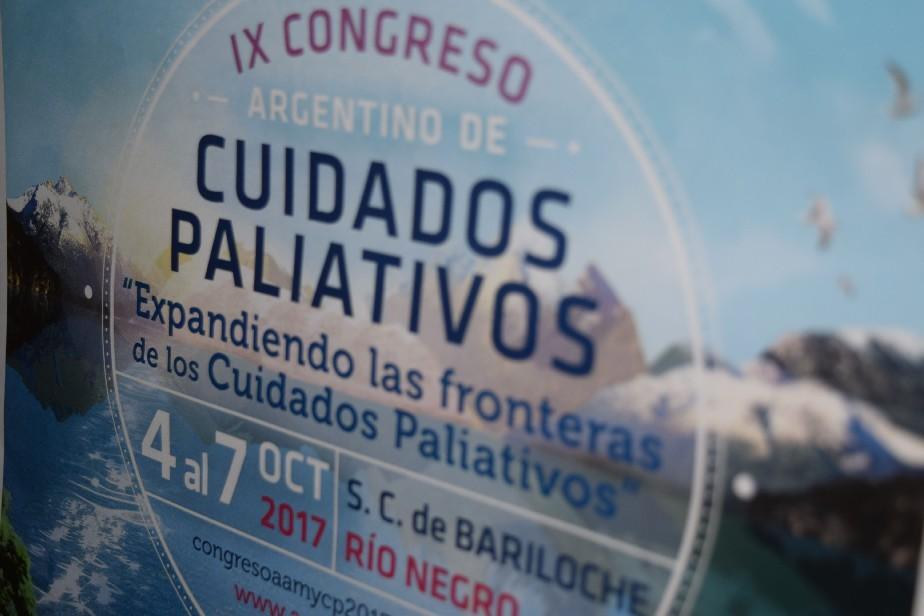 IX CONGRESO
ARGENTINO DE
CUIDADOS
PALIATIVOS
“Expandiendo las fronteras
de los Cuidados Paliativos”
4 al 7 OCT
2017
S. C. de BARILOCHE
RÍO NEGRO